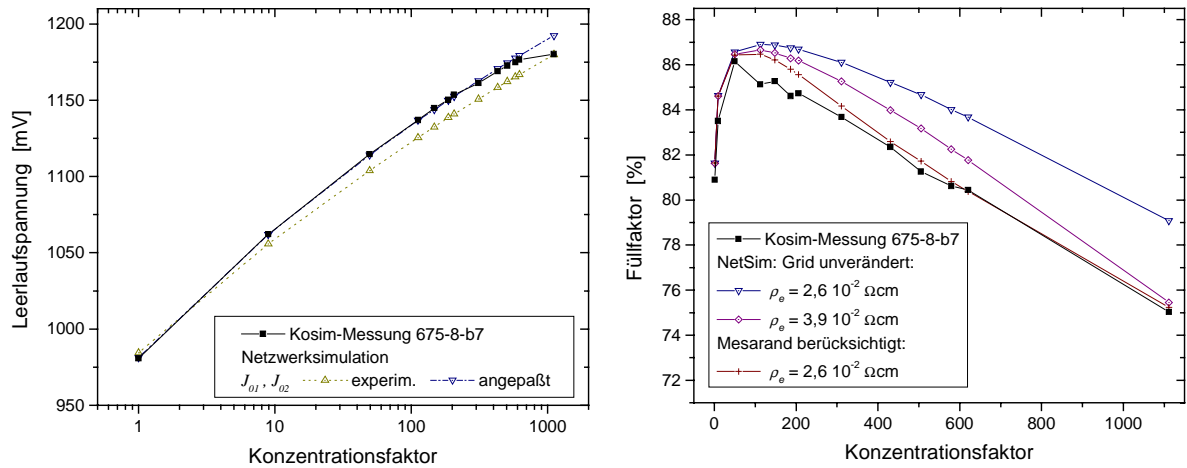 1200
1150
1100
1050
1000
950
Leerlaufspannung [mV]
Kosim-Messung 675-8-b7
Netzwerksimulation
J01 , J02 experim. angepaßt
1 10 100 1000
Konzentrationsfaktor
88
86
84
82
80
78
76
74
72
Füllfaktor [%]
Kosim-Messung 675-8-b7
NetSim: Grid unverändert:
ρe = 2,6 10-2 Ωcm
ρe = 3,9 10-2 Ωcm
Mesarand berücksichtigt:
ρe = 2,6 10-2 Ωcm
0 200 400 600 800 1000
Konzentrationsfaktor